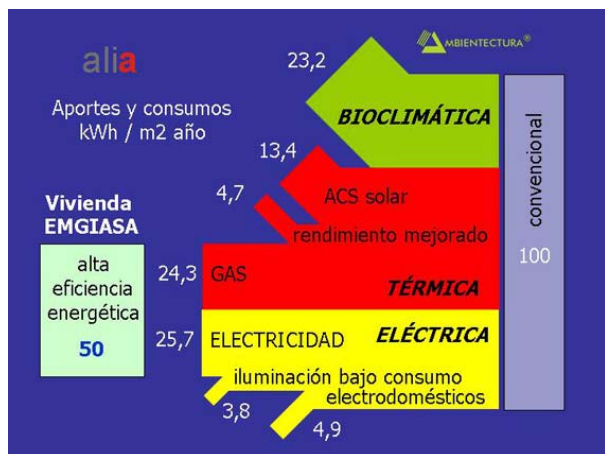 alia
AMBIENTECTURA®
Aportes y consumos
kWh / m2 año
23,2
BIOCLIMÁTICA
13,4
ACS solar
4,7
rendimiento mejorado
convencional
100
Vivienda
EMGIASA
alta
eficiencia
energética
50
24,3
GAS
TÉRMICA
25,7
ELECTRICIDAD
ELÉCTRICA
iluminación bajo consumo
electrodomésticos
3,8
4,9